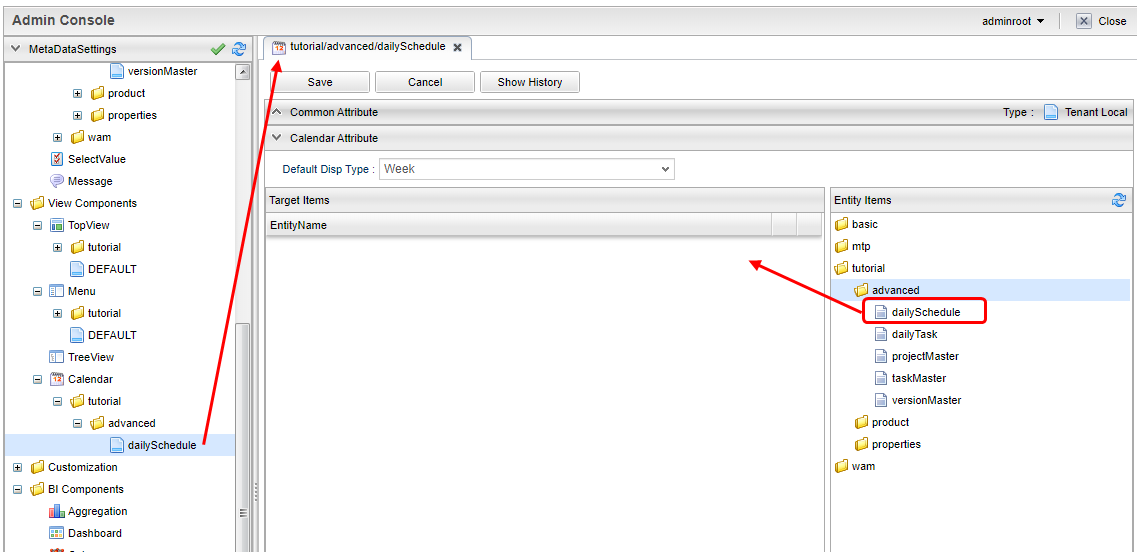 Admin Console
adminroot
Close
MetaDataSettings
versionMaster
product
properties
wam
SelectValue
Message
View Components
TopView
tutorial
DEFAULT
Menu
tutorial
DEFAULT
TreeView
Calendar
tutorial
advanced
dailySchedule
Customization
BI Components
Aggregation
Dashboard
tutorial/advanced/dailySchedule
Save
Cancel
Show History
Common Attribute
Type :
Tenant Local
Calendar Attribute
Default Disp Type :
Week
Target Items
EntityName
Entity Items
basic
mtp
tutorial
advanced
dailySchedule
dailyTask
projectMaster
taskMaster
versionMaster
product
properties
wam